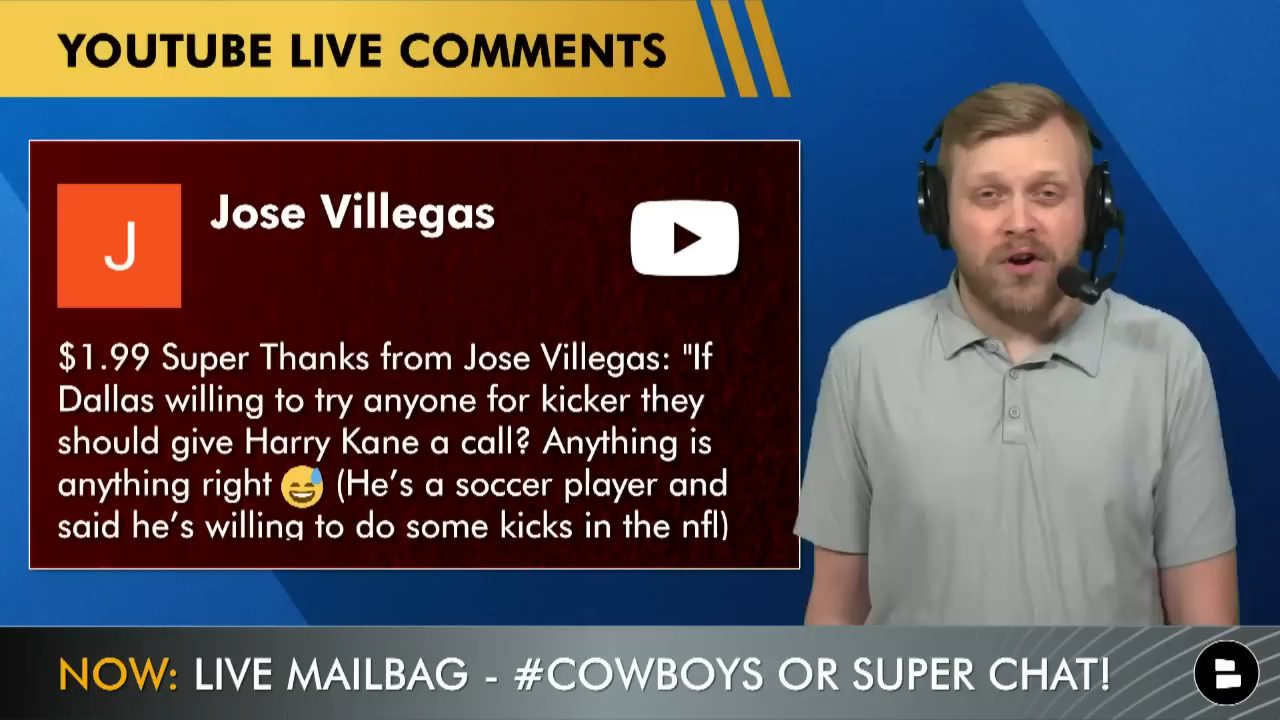 YOUTUBE LIVE COMMENTS
J
Jose Villegas
$1.99 Super Thanks from Jose Villegas: "If
Dallas willing to try anyone for kicker they
should give Harry Kane a call? Anything is
anything right 😅 (He's a soccer player and
said he's willing to do some kicks in the nfl)
NOW: LIVE MAILBAG - #COWBOYS OR SUPER CHAT!